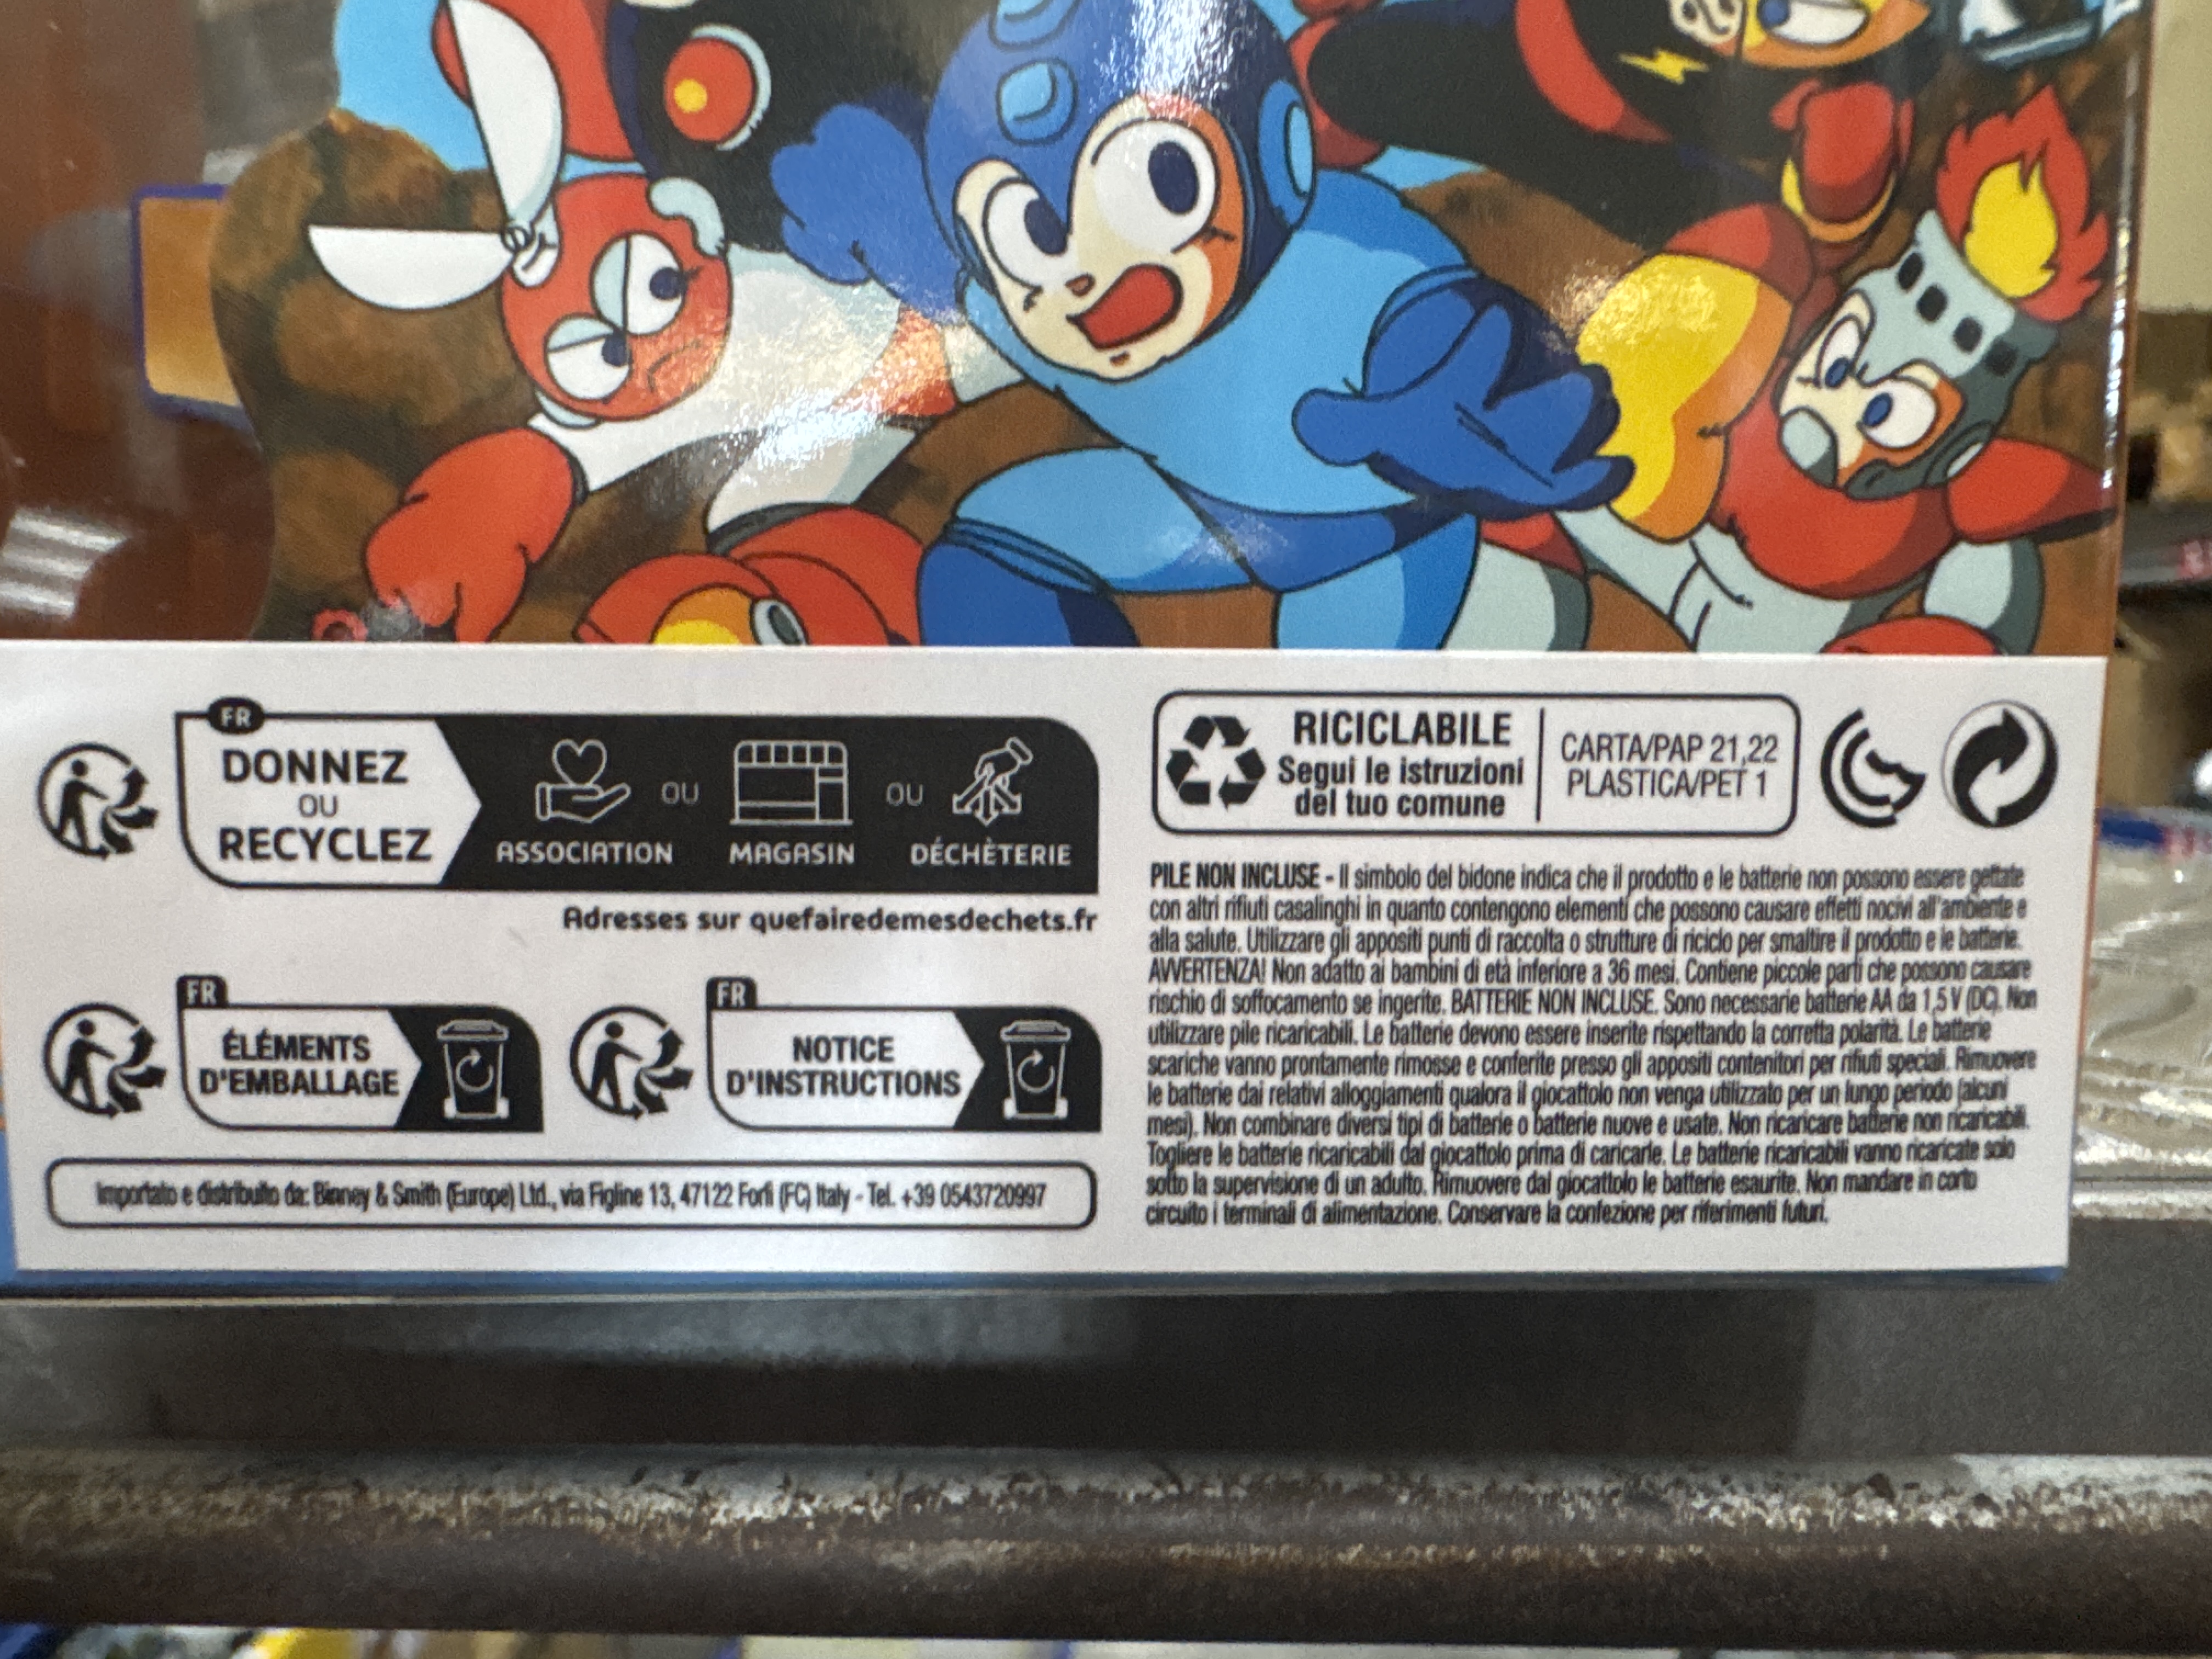 FR
DONNEZ
OU
RECYCLEZ
ASSOCIATION
OU
MAGASIN
OU
DÉCHÈTERIE
Adresses sur quefairedemesdechets.fr
FR
ÉLÉMENTS
D'EMBALLAGE
FR
NOTICE
D'INSTRUCTIONS
Importato e distribuito da: Binney & Smith (Europe) Ltd., via Figline 13, 47122 Forlì (FC) Italy - Tel. +39 0543720997
RICICLABILE
Segui le istruzioni
del tuo comune
CARTA/PAP 21,22
PLASTICA/PET 1
PILE NON INCLUSE - Il simbolo del bidone indica che il prodotto e le batterie non possono essere gettate
con altri rifiuti casalinghi in quanto contengono elementi che possono causare effetti nocivi all'ambiente e
alla salute. Utilizzare gli appositi punti di raccolta o strutture di riciclo per smaltire il prodotto e le batterie.
AVVERTENZA! Non adatto ai bambini di età inferiore a 36 mesi. Contiene piccole parti che possono causare
rischio di soffocamento se ingerite. BATTERIE NON INCLUSE. Sono necessarie batterie AA da 1,5 V (DC). Non
utilizzare pile ricaricabili. Le batterie devono essere inserite rispettando la corretta polarità. Le batterie
scariche vanno prontamente rimosse e conferite presso gli appositi contenitori per rifiuti speciali. Rimuovere
le batterie dai relativi alloggiamenti qualora il giocattolo non venga utilizzato per un lungo periodo (alcuni
mesi). Non combinare diversi tipi di batterie o batterie nuove e usate. Non ricaricare batterie non ricaricabili.
Togliere le batterie ricaricabili dal giocattolo prima di caricarle. Le batterie ricaricabili vanno ricaricate solo
sotto la supervisione di un adulto. Rimuovere dal giocattolo le batterie esaurite. Non mandare in corto
circuito i terminali di alimentazione. Conservare la confezione per riferimenti futuri.